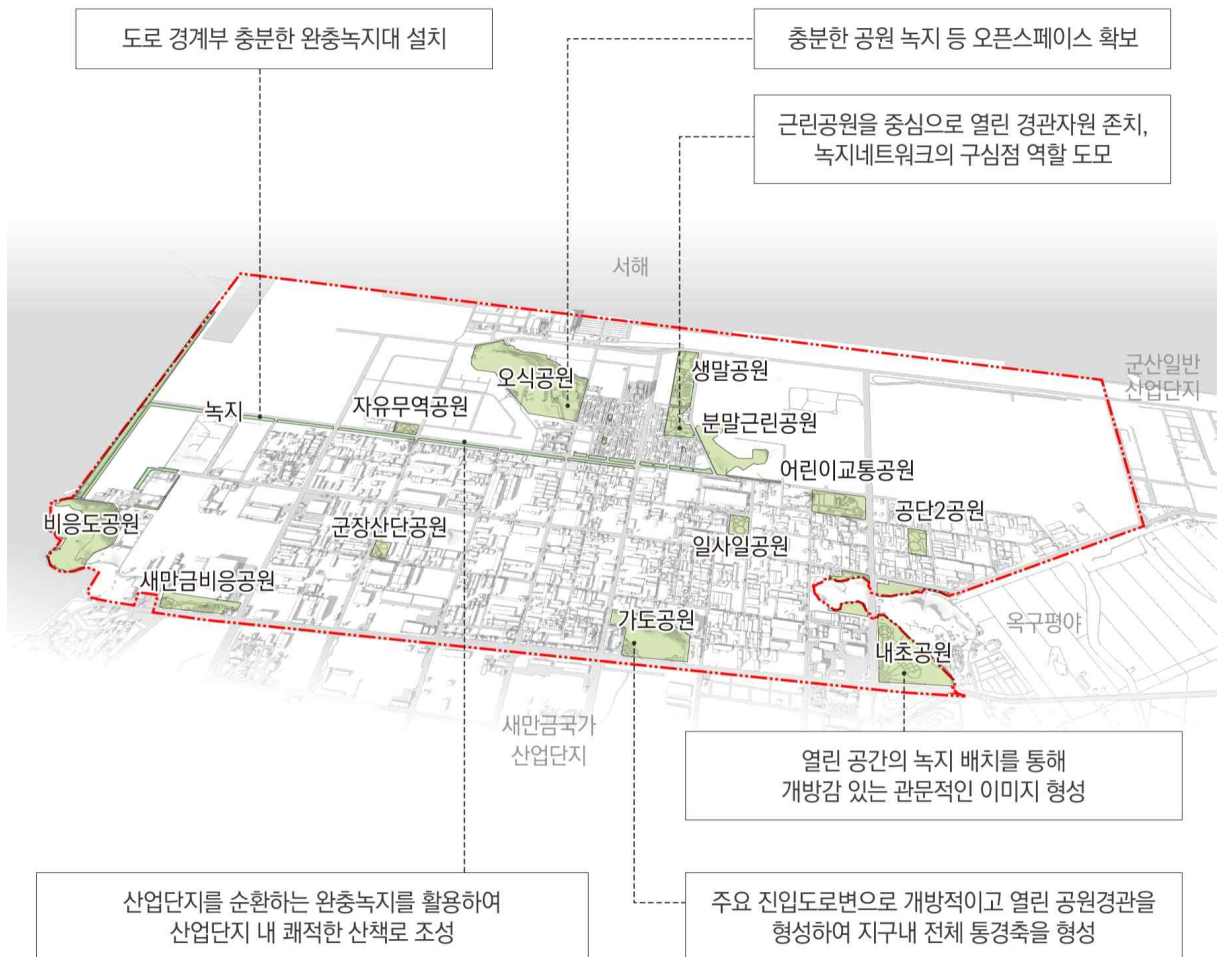 도로 경계부 충분한 완충녹지대 설치
충분한 공원 녹지 등 오픈스페이스 확보
근린공원을 중심으로 열린 경관자원 존치,
녹지네트워크의 구심점 역할 도모
서해
군산일반
산업단지
오식공원
생말공원
녹지
자유무역공원
분말근린공원
어린이교통공원
비응도공원
군장산단공원
일사일공원
공단2공원
새만금비응공원
가도공원
옥구평야
내초공원
새만금국가
산업단지
열린 공간의 녹지 배치를 통해
개방감 있는 관문적인 이미지 형성
산업단지를 순환하는 완충녹지를 활용하여
산업단지 내 쾌적한 산책로 조성
주요 진입도로변으로 개방적이고 열린 공원경관을
형성하여 지구내 전체 통경축을 형성